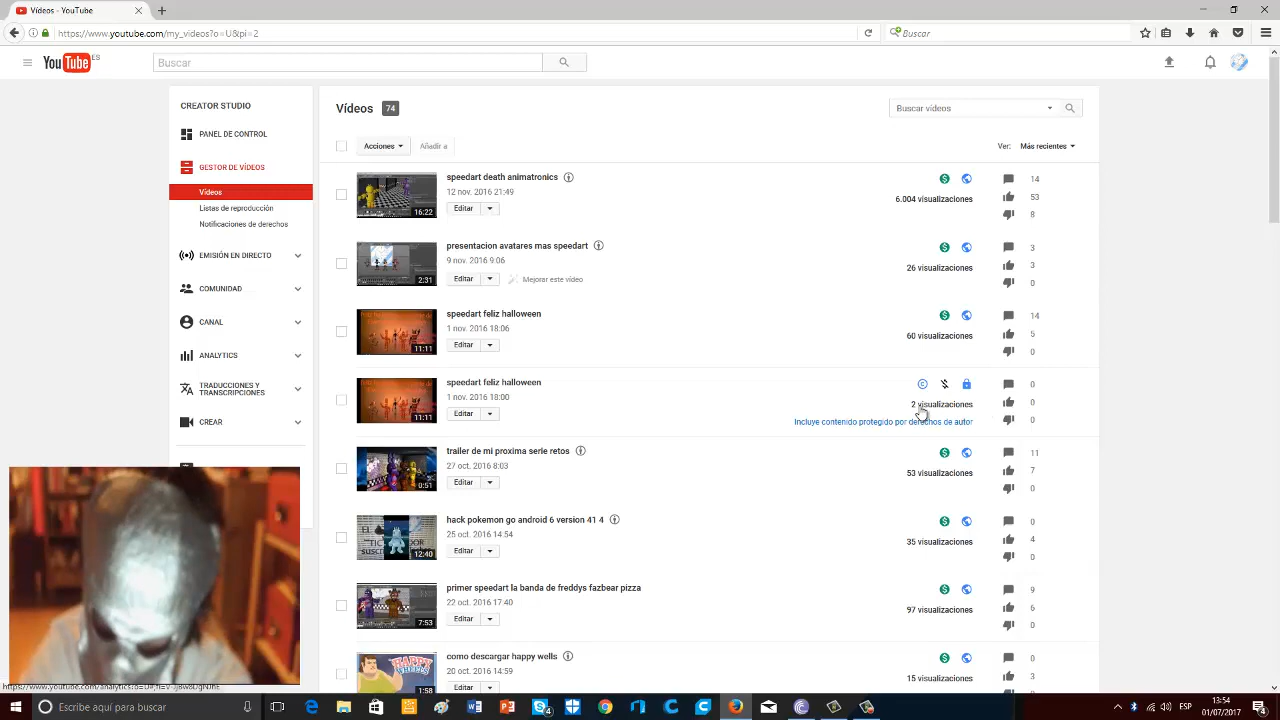 Vídeos - YouTube
https://www.youtube.com/my_videos?o=U&pi=2
Buscar
YouTube ES
Buscar
CREATOR STUDIO
PANEL DE CONTROL
GESTOR DE VÍDEOS
Vídeos
Listas de reproducción
Notificaciones de derechos
EMISIÓN EN DIRECTO
COMUNIDAD
CANAL
ANALYTICS
TRADUCCIONES Y
TRANSCRIPCIONES
CREAR
Vídeos 74
Buscar vídeos
Acciones
Añadir a
Ver: Más recientes
speedart death animatronics
12 nov. 2016 21:49
Editar
16:22
6.004 visualizaciones
14
53
8
presentacion avatares mas speedart
9 nov. 2016 9:06
Editar
Mejorar este vídeo
2:31
26 visualizaciones
3
3
0
speedart feliz halloween
1 nov. 2016 18:06
Editar
11:11
60 visualizaciones
14
5
0
speedart feliz halloween
1 nov. 2016 18:00
Editar
11:11
2 visualizaciones
Incluye contenido protegido por derechos de autor
0
0
0
trailer de mi proxima serie retos
27 oct. 2016 8:03
Editar
0:51
53 visualizaciones
11
7
0
hack pokemon go android 6 version 41 4
25 oct. 2016 14:54
Editar
12:40
35 visualizaciones
0
4
0
primer speedart la banda de freddys fazbear pizza
22 oct. 2016 17:40
Editar
7:53
97 visualizaciones
9
6
0
como descargar happy wells
20 oct. 2016 14:59
Editar
HAPPY
WHEELS
1:58
15 visualizaciones
0
3
Escribe aquí para buscar
4
ESP
13:54
01/07/2017